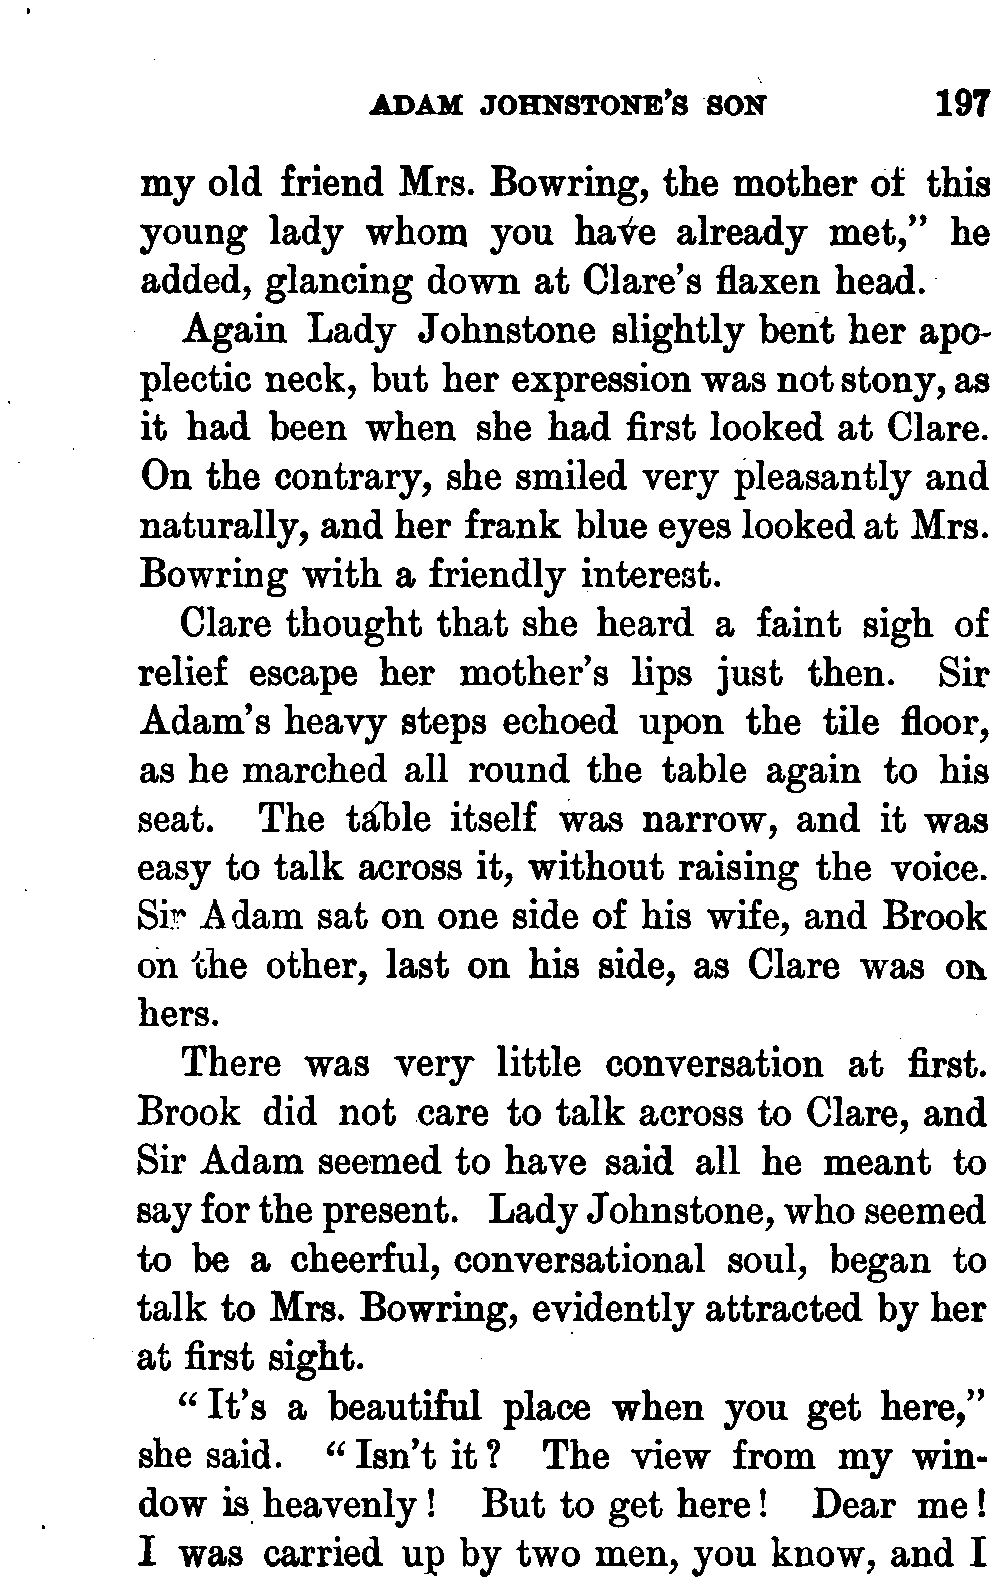 ADAM JOHNSTONE'S SON 197
my old friend Mrs. Bowring, the mother of this
young lady whom you have already met," he
added, glancing down at Clare's flaxen head.
Again Lady Johnstone slightly bent her apo-
plectic neck, but her expression was not stony, as
it had been when she had first looked at Clare.
On the contrary, she smiled very pleasantly and
naturally, and her frank blue eyes looked at Mrs.
Bowring with a friendly interest.
Clare thought that she heard a faint sigh of
relief escape her mother's lips just then. Sir
Adam's heavy steps echoed upon the tile floor,
as he marched all round the table again to his
seat. The table itself was narrow, and it was
easy to talk across it, without raising the voice.
Sir Adam sat on one side of his wife, and Brook
on the other, last on his side, as Clare was on
hers.
There was very little conversation at first.
Brook did not care to talk across to Clare, and
Sir Adam seemed to have said all he meant to
say for the present. Lady Johnstone, who seemed
to be a cheerful, conversational soul, began to
talk to Mrs. Bowring, evidently attracted by her
at first sight.
"It's a beautiful place when you get here,"
she said. "Isn't it? The view from my win-
dow is heavenly! But to get here! Dear me!
I was carried up by two men, you know, and I